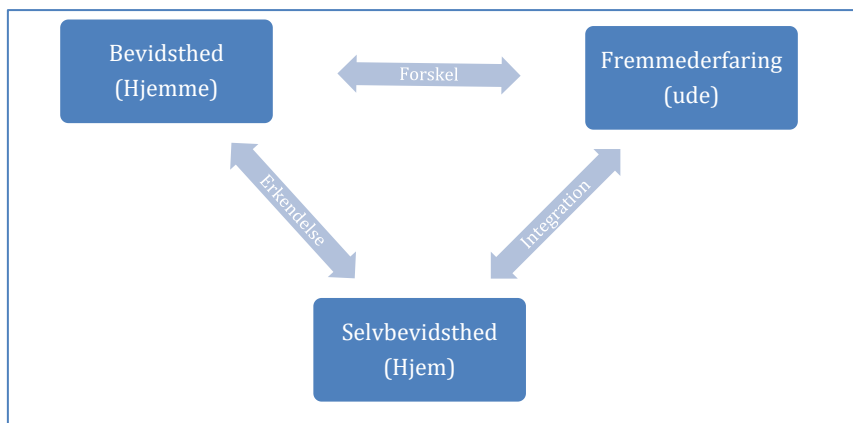 Bevidsthed
(Hjemme)
Forskel
Fremmederfaring
(ude)
Erkendelse
Integration
Selvbevidsthed
(Hjem)